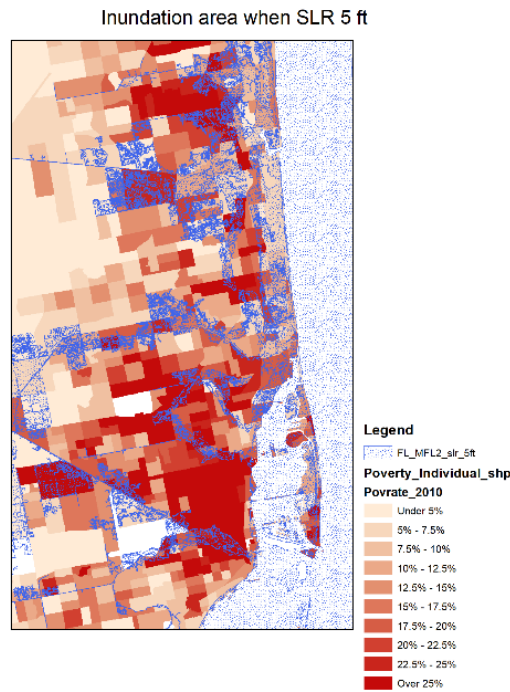 Inundation area when SLR 5 ft
Legend
FL_MFL2_slr_5ft
Poverty_Individual_shp
Povrate_2010
Under 5%
5% - 7.5%
7.5% - 10%
10% - 12.5%
12.5% - 15%
15% - 17.5%
17.5% - 20%
20% - 22.5%
22.5% - 25%
Over 25%